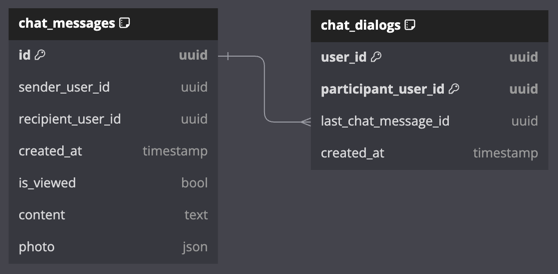 chat_messages
id uuid
sender_user_id uuid
recipient_user_id uuid
created_at timestamp
is_viewed bool
content text
photo json
chat_dialogs
user_id uuid
participant_user_id uuid
last_chat_message_id uuid
created_at timestamp